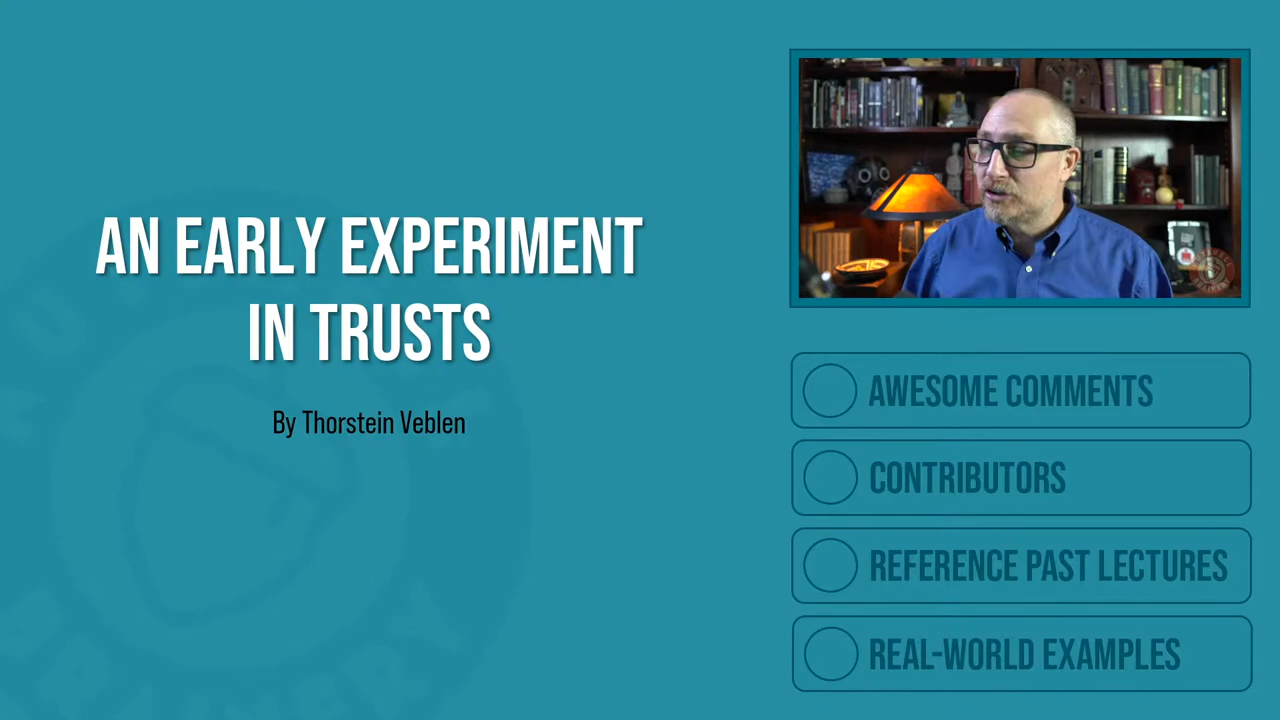 AN EARLY EXPERIMENT
IN TRUSTS
By Thorstein Veblen
AWESOME COMMENTS
CONTRIBUTORS
REFERENCE PAST LECTURES
REAL-WORLD EXAMPLES